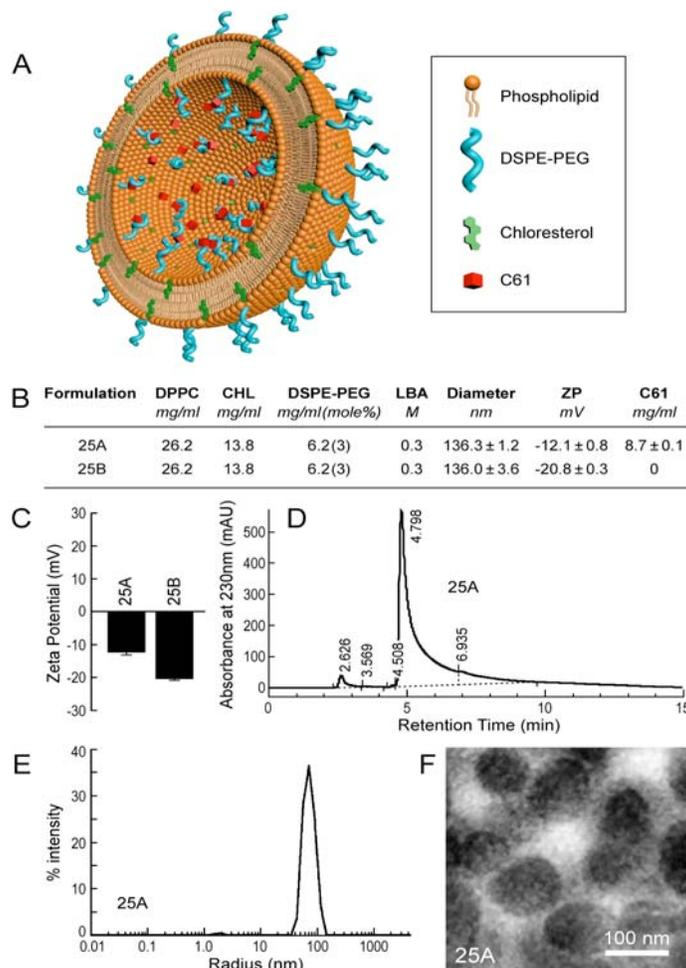 A
Phospholipid
DSPE-PEG
Chloresterol
C61
B
Formulation DPPC CHL DSPE-PEG LBA Diameter ZP C61
mg/ml mg/ml mg/ml(mole%) M nm mV mg/ml
25A 26.2 13.8 6.2(3) 0.3 136.3 ± 1.2 -12.1 ± 0.8 8.7 ± 0.1
25B 26.2 13.8 6.2(3) 0.3 136.0 ± 3.6 -20.8 ± 0.3 0
C
Zeta Potential (mV)
30
20
10
0
-10
-20
-30
25A
25B
D
Absorbance at 230nm (mAU)
500
400
300
200
100
0
2.626
3.569
4.508
4.798
6.935
25A
0 5 10 15
Retention Time (min)
E
% intensity
40
30
20
10
0
25A
0.01 0.1 1.0 10 100 1000
Radius (nm)
F
25A
100 nm